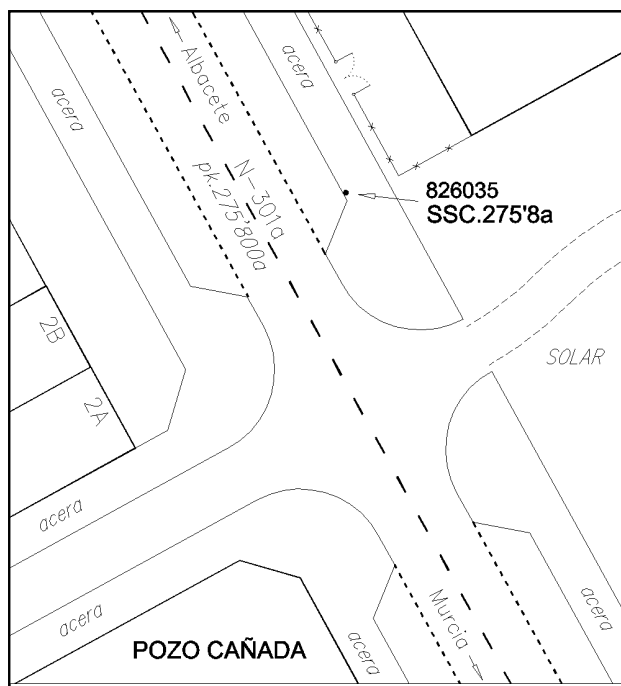 Albacete
acera
acera
N-301a
pk.275'800a
826035
SSC.275'8a
2B
SOLAR
2A
acera
acera
Murcia
acera
POZO CAÑADA
acera